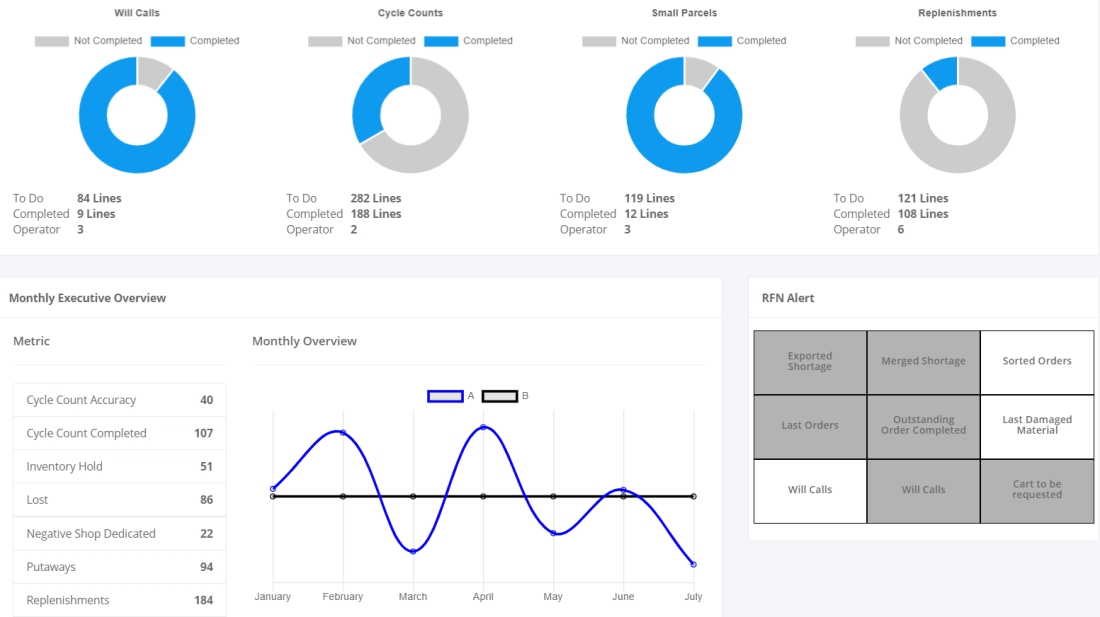 Will Calls
Not Completed Completed
To Do 84 Lines
Completed 9 Lines
Operator 3
Cycle Counts
Not Completed Completed
To Do 282 Lines
Completed 188 Lines
Operator 2
Small Parcels
Not Completed Completed
To Do 119 Lines
Completed 12 Lines
Operator 3
Replenishments
Not Completed Completed
To Do 121 Lines
Completed 108 Lines
Operator 6
Monthly Executive Overview
Metric
Cycle Count Accuracy 40
Cycle Count Completed 107
Inventory Hold 51
Lost 86
Negative Shop Dedicated 22
Putaways 94
Replenishments 184
Monthly Overview
A B
January February March April May June July
RFN Alert
Exported
Shortage
Merged Shortage
Sorted Orders
Last Orders
Outstanding
Order Completed
Last Damaged
Material
Will Calls
Will Calls
Cart to be
requested